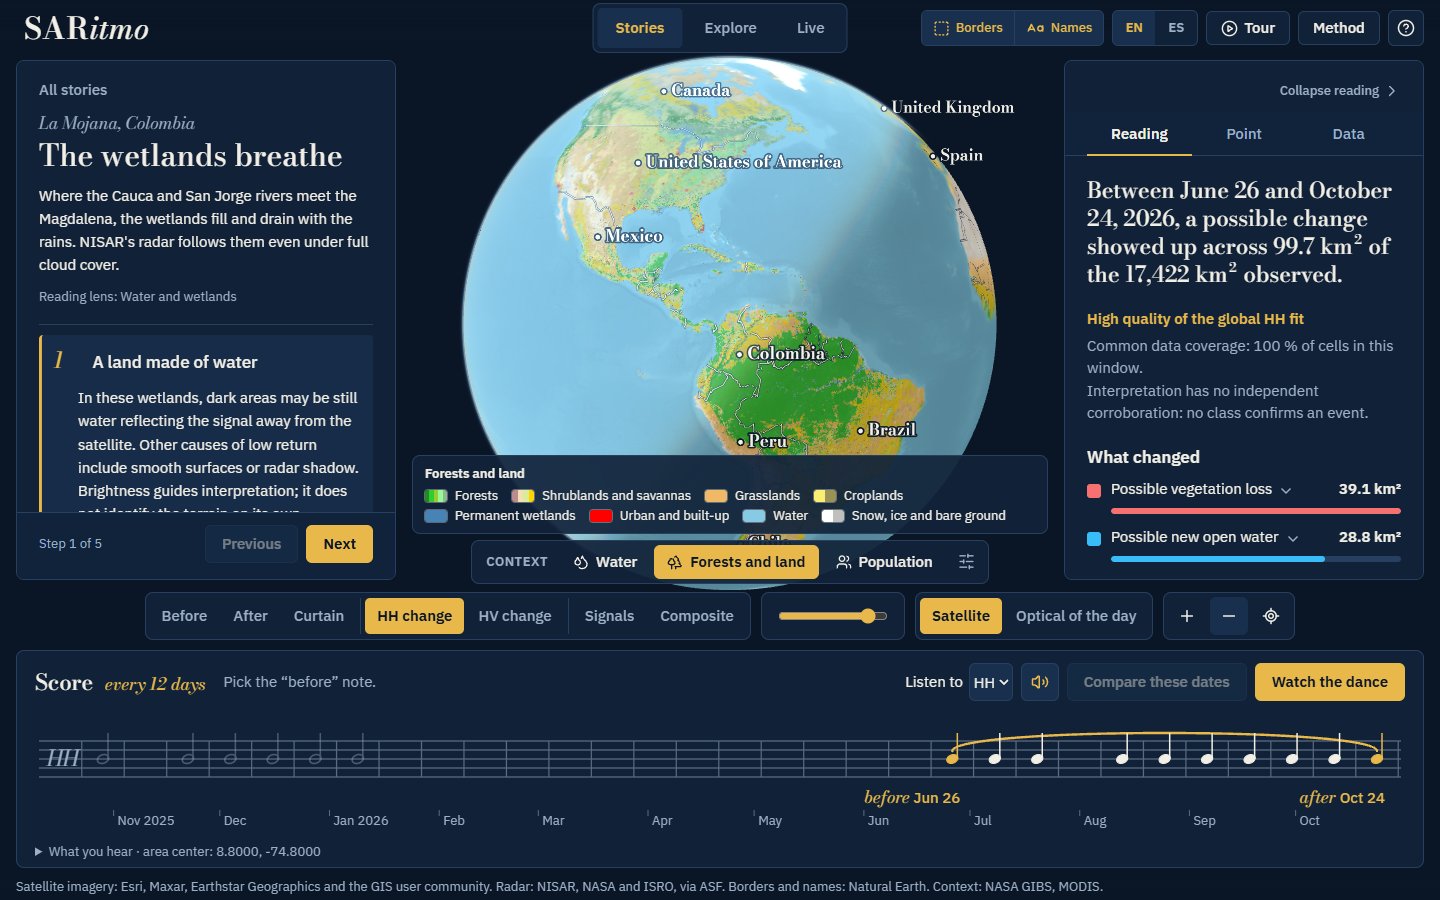 SARitmo
Stories
Explore
Live
Borders
Names
EN
ES
Tour
Method
All stories
La Mojana, Colombia
The wetlands breathe
Where the Cauca and San Jorge rivers meet the
Magdalena, the wetlands fill and drain with the
rains. NISAR's radar follows them even under full
cloud cover.
Reading lens: Water and wetlands
1
A land made of water
In these wetlands, dark areas may be still
water reflecting the signal away from the
satellite. Other causes of low return
include smooth surfaces or radar shadow.
Brightness guides interpretation; it does
Step 1 of 5
Previous
Next
Canada
United Kingdom
United States of America
Spain
Mexico
Colombia
Brazil
Peru
Chile
Forests and land
Forests
Shrublands and savannas
Grasslands
Croplands
Permanent wetlands
Urban and built-up
Water
Snow, ice and bare ground
CONTEXT
Water
Forests and land
Population
Collapse reading
Reading
Point
Data
Between June 26 and October
24, 2026, a possible change
showed up across 99.7 km² of
the 17,422 km² observed.
High quality of the global HH fit
Common data coverage: 100 % of cells in this
window.
Interpretation has no independent
corroboration: no class confirms an event.
What changed
Possible vegetation loss
39.1 km²
Possible new open water
28.8 km²
Before
After
Curtain
HH change
HV change
Signals
Composite
Satellite
Optical of the day
Score
every 12 days
Pick the “before” note.
Listen to
HH
Compare these dates
Watch the dance
HH
before Jun 26
after Oct 24
Nov 2025
Dec
Jan 2026
Feb
Mar
Apr
May
Jun
Jul
Aug
Sep
Oct
What you hear · area center: 8.8000, -74.8000
Satellite imagery: Esri, Maxar, Earthstar Geographics and the GIS user community. Radar: NISAR, NASA and ISRO, via ASF. Borders and names: Natural Earth. Context: NASA GIBS, MODIS.